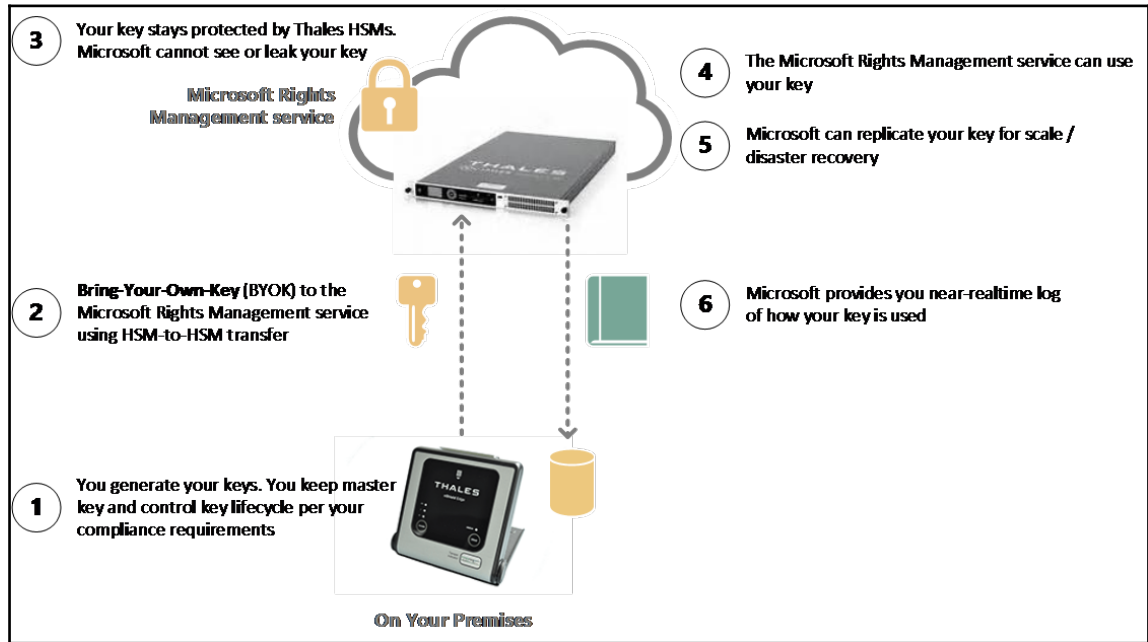 3
Your key stays protected by Thales HSMs.
Microsoft cannot see or leak your key
Microsoft Rights
Management service
THALES
4
The Microsoft Rights Management service can use
your key
5
Microsoft can replicate your key for scale /
disaster recovery
2
Bring-Your-Own-Key (BYOK) to the
Microsoft Rights Management service
using HSM-to-HSM transfer
6
Microsoft provides you near-realtime log
of how your key is used
1
You generate your keys. You keep master
key and control key lifecycle per your
compliance requirements
THALES
On Your Premises